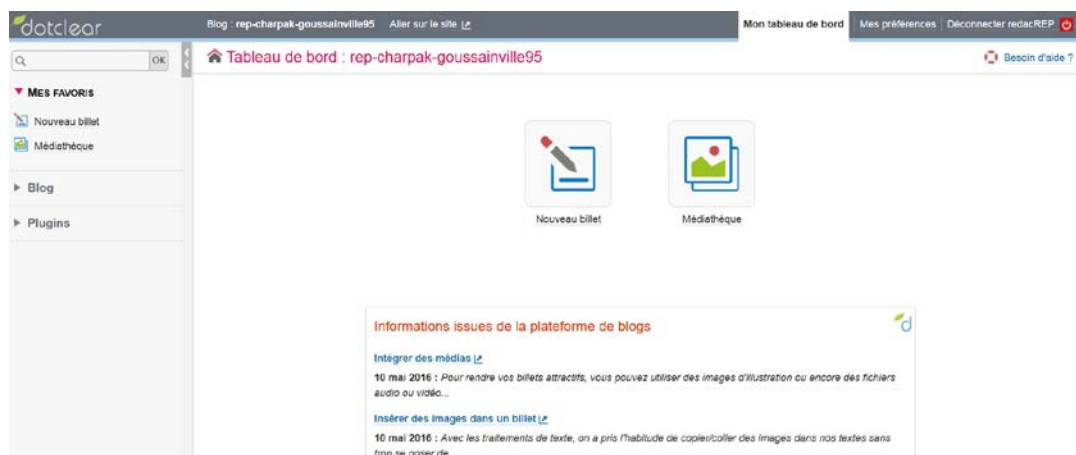 dotclear
Blog : rep-charpak-goussainville95 Aller sur le site
Mon tableau de bord Mes préférences Déconnecter redacREP
OK
Tableau de bord : rep-charpak-goussainville95
Besoin d'aide ?
MES FAVORIS
Nouveau billet
Médiathèque
Blog
Plugins
Nouveau billet Médiathèque
Informations issues de la plateforme de blogs
Intégrer des médias
10 mai 2016 : Pour rendre vos billets attractifs, vous pouvez utiliser des images d'illustration ou encore des fichiers
audio ou vidéo...
Insérer des images dans un billet
10 mai 2016 : Avec les traitements de texte, on a pris l'habitude de copier/coller des images dans nos textes sans
trop se poser de